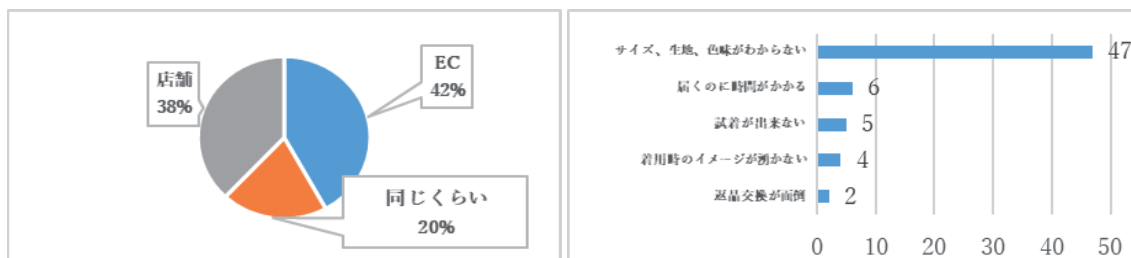 店舗
38%
EC
42%
同じくらい
20%
サイズ、生地、色味がわからない
47
届くのに時間がかかる
6
試着が出来ない
5
着用時のイメージが湧かない
4
返品交換が面倒
2
0 10 20 30 40 50